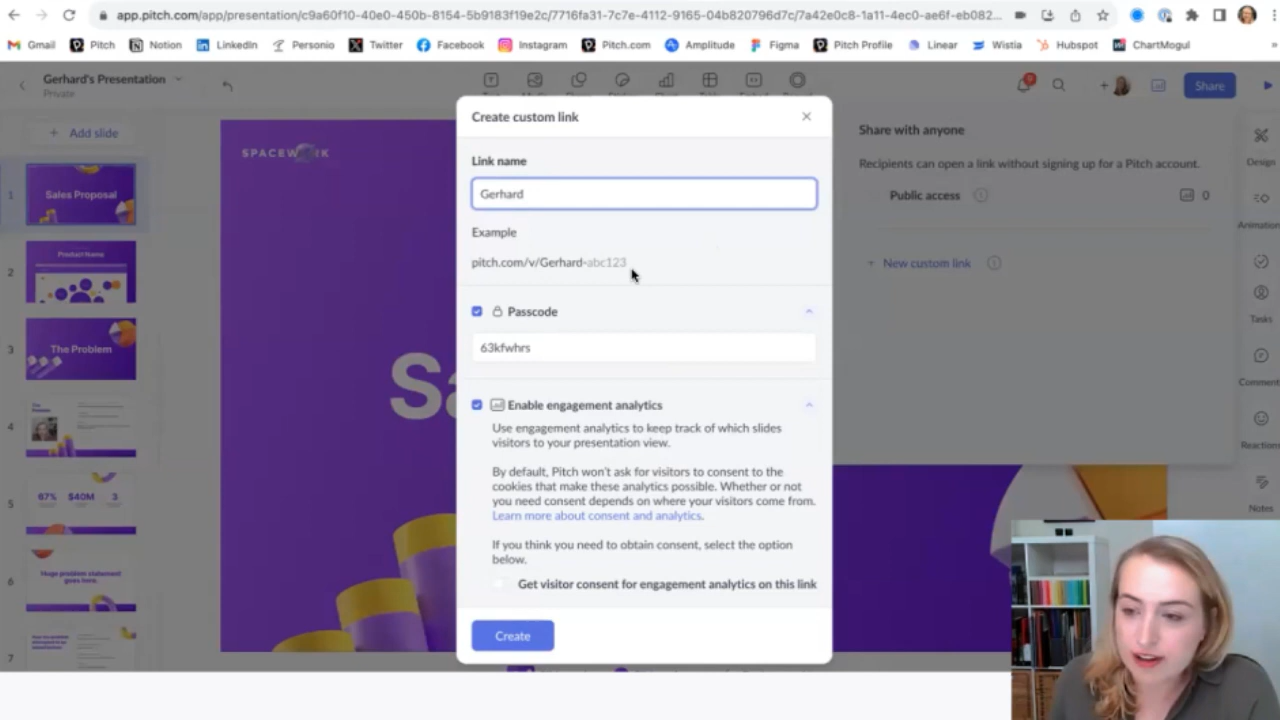 app.pitch.com/app/presentation/c9a60f10-40e0-450b-8154-5b9183f19e2c/7716fa31-7c7e-4112-9165-04b820796d7c/7a42e0c8-1a11-4ec0-ae6f-eb082...
Gmail Pitch Notion LinkedIn Personio Twitter Facebook Instagram Pitch.com Amplitude Figma Pitch Profile Linear Wistia Hubspot ChartMogul »
Gerhard's Presentation
Private
Share
Add slide
1
Sales Proposal
2
Product Name
3
The Problem
4
5
67% $40M 3
6
Huge problem statement goes here.
7
SPACEWORK
Sa
Create custom link
Link name
Gerhard
Example
pitch.com/v/Gerhard-abc123
Passcode
63kfwhrs
Enable engagement analytics
Use engagement analytics to keep track of which slides
visitors to your presentation view.
By default, Pitch won't ask for visitors to consent to the
cookies that make these analytics possible. Whether or not
you need consent depends on where your visitors come from.
Learn more about consent and analytics.
If you think you need to obtain consent, select the option
below.
Get visitor consent for engagement analytics on this link
Create
Share with anyone
Recipients can open a link without signing up for a Pitch account.
Public access 0
+ New custom link
Design
Animation
Tasks
Comment
Reactions
Notes